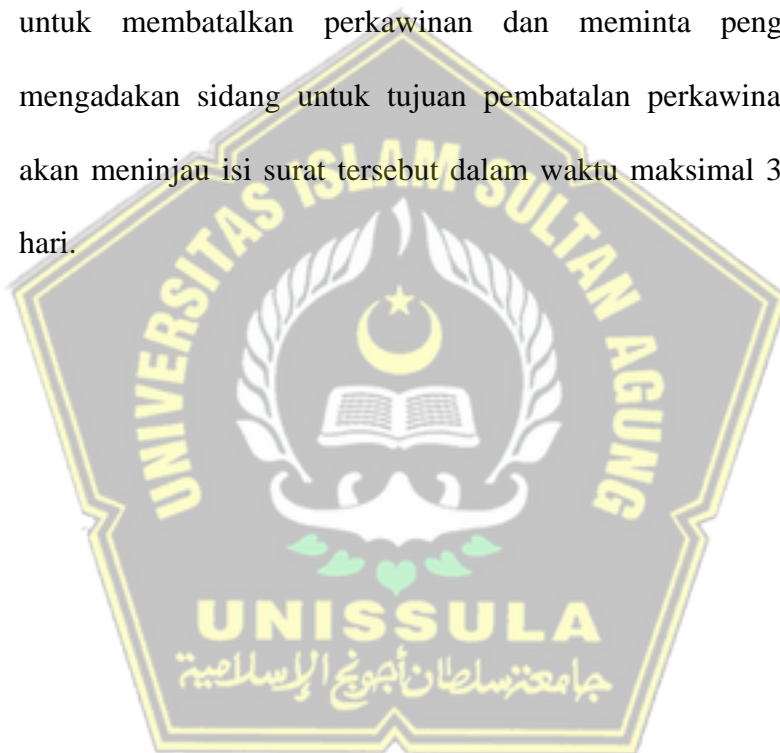 untuk membatalkan perkawinan dan meminta peng
mengadakan sidang untuk tujuan pembatalan perkawina
akan meninjau isi surat tersebut dalam waktu maksimal 3
hari.
UNIVERSITAS ISLAM SULTAN AGUNG
UNISSULA
جامعة سلطان أجونج الإسلامية